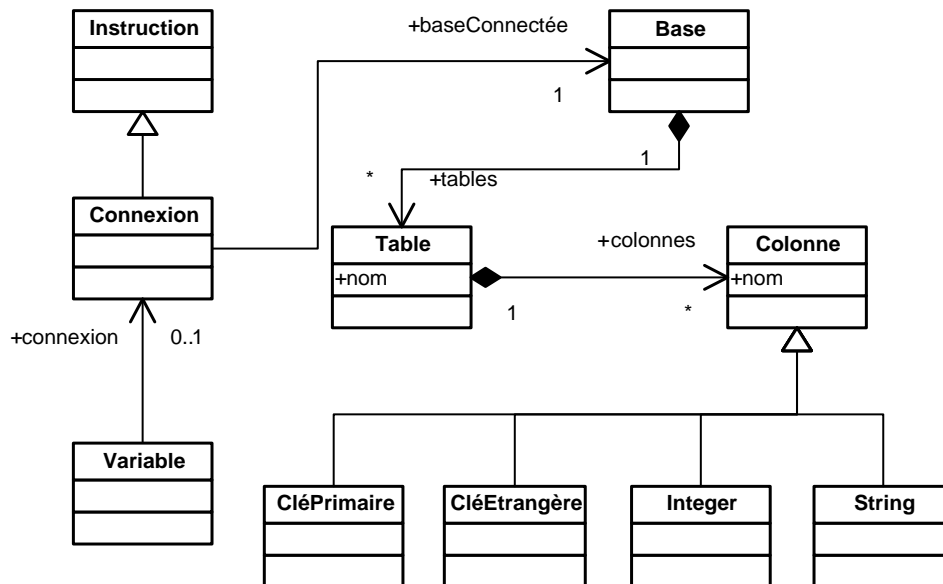 Instruction
+baseConnectée
Base
1
1
*
+tables
Connexion
Table
+nom
+colonnes
Colonne
+nom
1
*
+connexion
0..1
Variable
CléPrimaire
CléEtrangère
Integer
String